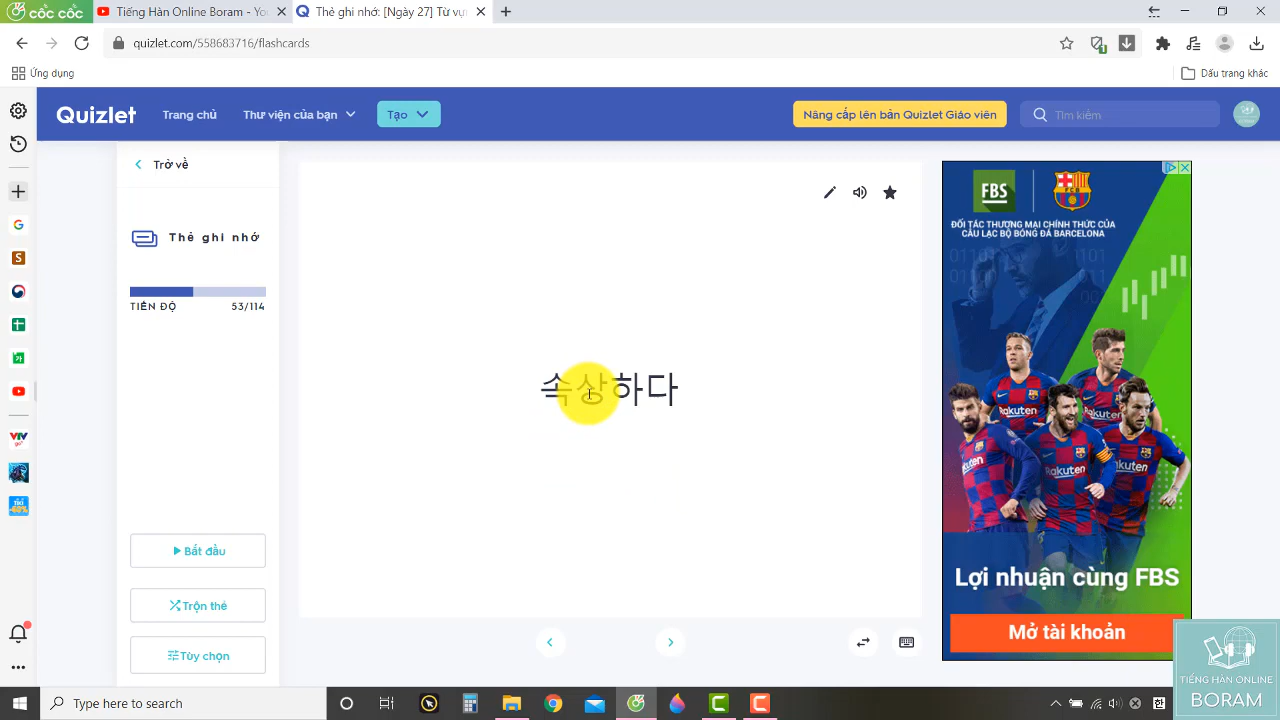 cốc cốc
Tiếng Hàn Online Boram - Yo
Thẻ ghi nhớ: [Ngày 27] Từ vự
quizlet.com/558683716/flashcards
Ứng dụng
Dấu trang khác
Quizlet
Trang chủ
Thư viện của bạn
Tạo
Nâng cấp lên bản Quizlet Giáo viên
Tìm kiếm
Trở về
Thẻ ghi nhớ
TIẾN ĐỘ
53/114
속상하다
Bắt đầu
Trộn thẻ
Tùy chọn
FBS
ĐỐI TÁC THƯƠNG MẠI CHÍNH THỨC CỦA
CÂU LẠC BỘ BÓNG ĐÁ BARCELONA
Rakuten
Rakuten
Rakuten
Rakuten
Lợi nhuận cùng FBS
Mở tài khoản
TIẾNG HÀN ONLINE
BORAM
Type here to search